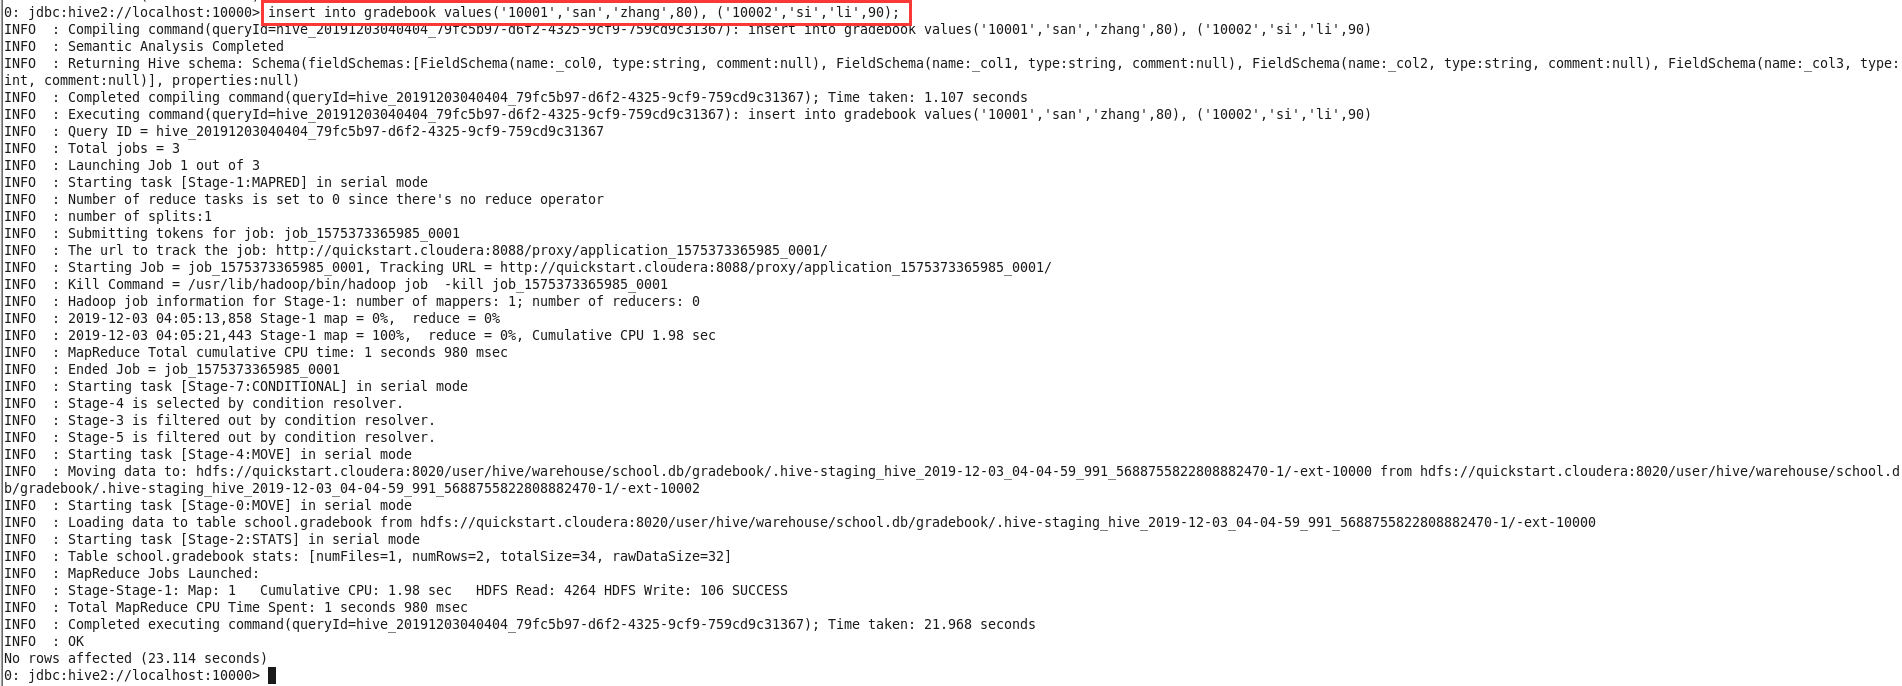 0: jdbc:hive2://localhost:10000> insert into gradebook values('10001','san','zhang',80), ('10002','si','li',90);
INFO  : Compiling command(queryId=hive_20191203040404_79fc5b97-d6f2-4325-9cf9-759cd9c31367): insert into gradebook values('10001','san','zhang',80), ('10002','si','li',90)
INFO  : Semantic Analysis Completed
INFO  : Returning Hive schema: Schema(fieldSchemas:[FieldSchema(name:_col0, type:string, comment:null), FieldSchema(name:_col1, type:string, comment:null), FieldSchema(name:_col2, type:string, comment:null), FieldSchema(name:_col3, type:
int, comment:null)], properties:null)
INFO  : Completed compiling command(queryId=hive_20191203040404_79fc5b97-d6f2-4325-9cf9-759cd9c31367); Time taken: 1.107 seconds
INFO  : Executing command(queryId=hive_20191203040404_79fc5b97-d6f2-4325-9cf9-759cd9c31367): insert into gradebook values('10001','san','zhang',80), ('10002','si','li',90)
INFO  : Query ID = hive_20191203040404_79fc5b97-d6f2-4325-9cf9-759cd9c31367
INFO  : Total jobs = 3
INFO  : Launching Job 1 out of 3
INFO  : Starting task [Stage-1:MAPRED] in serial mode
INFO  : Number of reduce tasks is set to 0 since there's no reduce operator
INFO  : number of splits:1
INFO  : Submitting tokens for job: job_1575373365985_0001
INFO  : The url to track the job: http://quickstart.cloudera:8088/proxy/application_1575373365985_0001/
INFO  : Starting Job = job_1575373365985_0001, Tracking URL = http://quickstart.cloudera:8088/proxy/application_1575373365985_0001/
INFO  : Kill Command = /usr/lib/hadoop/bin/hadoop job  -kill job_1575373365985_0001
INFO  : Hadoop job information for Stage-1: number of mappers: 1; number of reducers: 0
INFO  : 2019-12-03 04:05:13,858 Stage-1 map = 0%,  reduce = 0%
INFO  : 2019-12-03 04:05:21,443 Stage-1 map = 100%,  reduce = 0%, Cumulative CPU 1.98 sec
INFO  : MapReduce Total cumulative CPU time: 1 seconds 980 msec
INFO  : Ended Job = job_1575373365985_0001
INFO  : Starting task [Stage-7:CONDITIONAL] in serial mode
INFO  : Stage-4 is selected by condition resolver.
INFO  : Stage-3 is filtered out by condition resolver.
INFO  : Stage-5 is filtered out by condition resolver.
INFO  : Starting task [Stage-4:MOVE] in serial mode
INFO  : Moving data to: hdfs://quickstart.cloudera:8020/user/hive/warehouse/school.db/gradebook/.hive-staging_hive_2019-12-03_04-04-59_991_5688755822808882470-1/-ext-10000 from hdfs://quickstart.cloudera:8020/user/hive/warehouse/school.d
b/gradebook/.hive-staging_hive_2019-12-03_04-04-59_991_5688755822808882470-1/-ext-10002
INFO  : Starting task [Stage-0:MOVE] in serial mode
INFO  : Loading data to table school.gradebook from hdfs://quickstart.cloudera:8020/user/hive/warehouse/school.db/gradebook/.hive-staging_hive_2019-12-03_04-04-59_991_5688755822808882470-1/-ext-10000
INFO  : Starting task [Stage-2:STATS] in serial mode
INFO  : Table school.gradebook stats: [numFiles=1, numRows=2, totalSize=34, rawDataSize=32]
INFO  : MapReduce Jobs Launched:
INFO  : Stage-Stage-1: Map: 1   Cumulative CPU: 1.98 sec   HDFS Read: 4264 HDFS Write: 106 SUCCESS
INFO  : Total MapReduce CPU Time Spent: 1 seconds 980 msec
INFO  : Completed executing command(queryId=hive_20191203040404_79fc5b97-d6f2-4325-9cf9-759cd9c31367); Time taken: 21.968 seconds
INFO  : OK
No rows affected (23.114 seconds)
0: jdbc:hive2://localhost:10000>